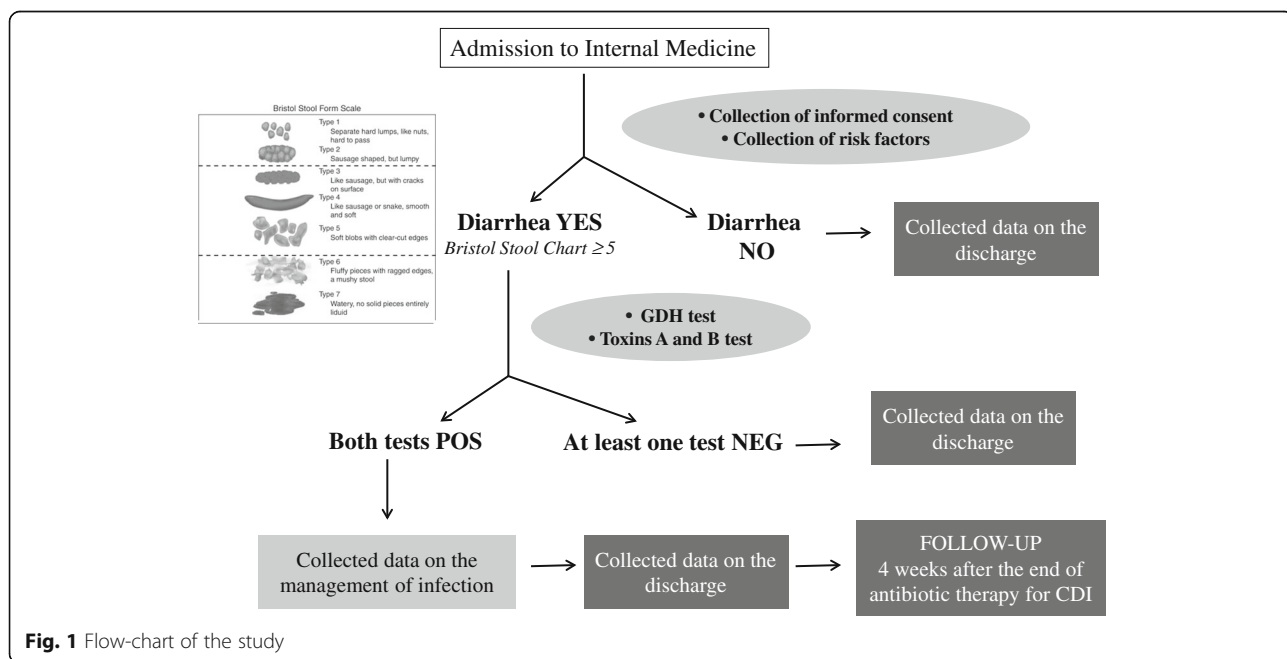 Admission to Internal Medicine
• Collection of informed consent
• Collection of risk factors
Bristol Stool Form Scale
Type 1
Separate hard lumps, like nuts,
hard to pass
Type 2
Sausage shaped, but lumpy
Type 3
Like sausage, but with cracks
on surface
Type 4
Like sausage or snake, smooth
and soft
Type 5
Soft blobs with clear-cut edges
Type 6
Fluffy pieces with ragged edges,
a mushy stool
Type 7
Watery, no solid pieces entirely
liduid
Diarrhea YES
Bristol Stool Chart ≥5
Diarrhea
NO
Collected data on the
discharge
• GDH test
• Toxins A and B test
Both tests POS
At least one test NEG
Collected data on the
discharge
Collected data on the
management of infection
Collected data on the
discharge
FOLLOW-UP
4 weeks after the end of
antibiotic therapy for CDI
Fig. 1 Flow-chart of the study